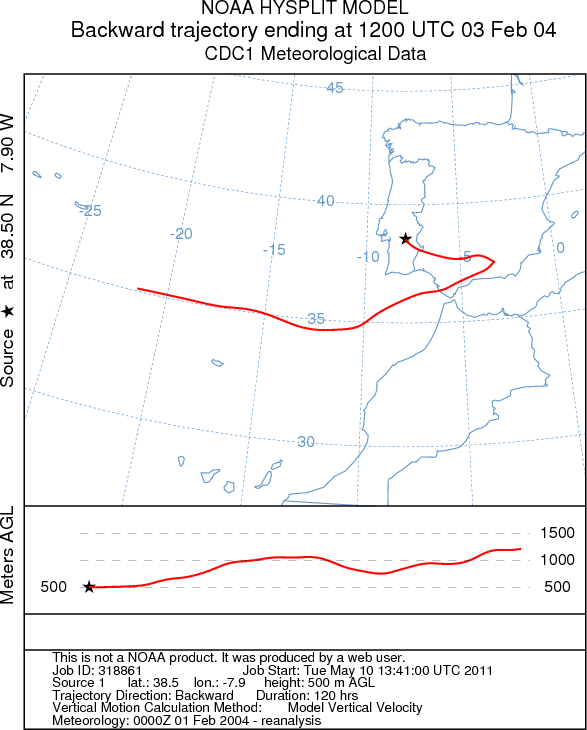 NOAA HYSPLIT MODEL
Backward trajectory ending at 1200 UTC 03 Feb 04
CDC1 Meteorological Data
Source ★ at 38.50 N 7.90 W
45
40
-25
-20
-15
-10
-5
0
35
30
Meters AGL
1500
1000
500
500
This is not a NOAA product. It was produced by a web user.
Job ID: 318861 Job Start: Tue May 10 13:41:00 UTC 2011
Source 1 lat.: 38.5 lon.: -7.9 height: 500 m AGL
Trajectory Direction: Backward Duration: 120 hrs
Vertical Motion Calculation Method: Model Vertical Velocity
Meteorology: 0000Z 01 Feb 2004 - reanalysis